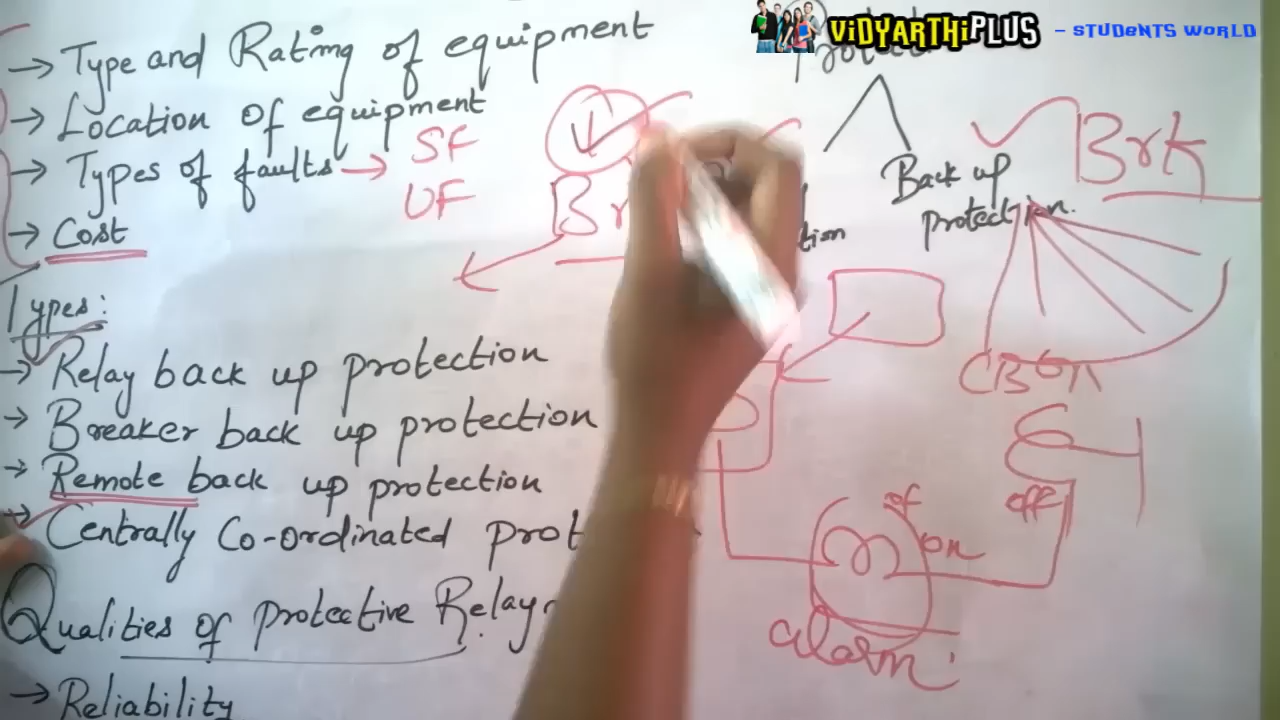 ViDYARTHiPLUS - STUDENTS WORLD
→ Type and Rating of equipment
→ Location of equipment
→ Types of faults → SF
UF
→ Cost
Back up
protection.
Brk
Types:
→ Relay back up protection
→ Breaker back up protection
→ Remote back up protection
→ Centrally Co-ordinated prot
CB
off
of
on
alarm
Qualities of protective Relay
→ Reliability